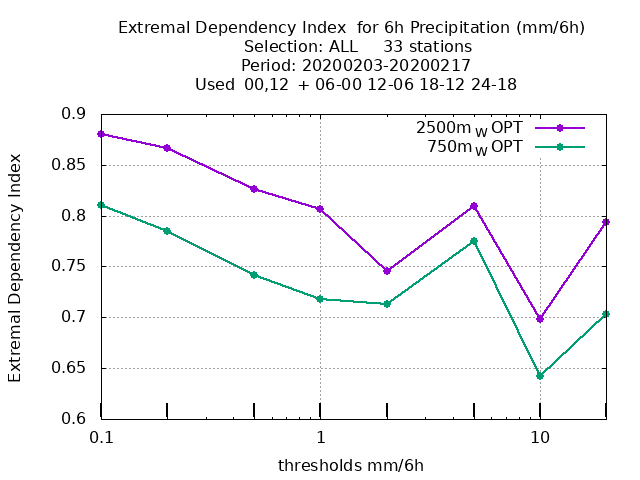 Extremal Dependency Index for 6h Precipitation (mm/6h)
Selection: ALL 33 stations
Period: 20200203-20200217
Used 00,12 + 06-00 12-06 18-12 24-18
2500m W OPT
750m W OPT
0.9
0.85
0.8
0.75
0.7
0.65
0.6
Extremal Dependency Index
0.1 1 10
thresholds mm/6h